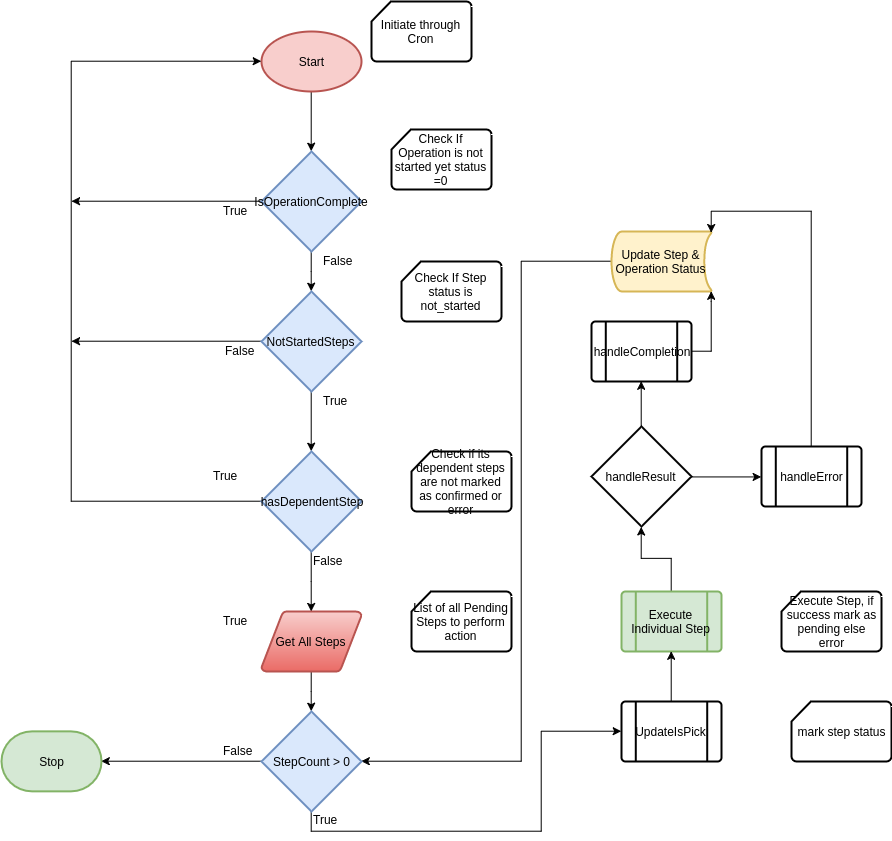 Initiate through
Cron
Start
Check If
Operation is not
started yet status
=0
IsOperationComplete
True
False
Update Step &
Operation Status
Check If Step
status is
not_started
NotStartedSteps
False
True
handleCompletion
Check if its
dependent steps
are not marked
as confirmed or
error
True
hasDependentStep
handleResult
handleError
False
True
Get All Steps
List of all Pending
Steps to perform
action
Execute
Individual Step
Execute Step, if
success mark as
pending else
error
False
Stop
StepCount > 0
True
UpdateIsPick
mark step status